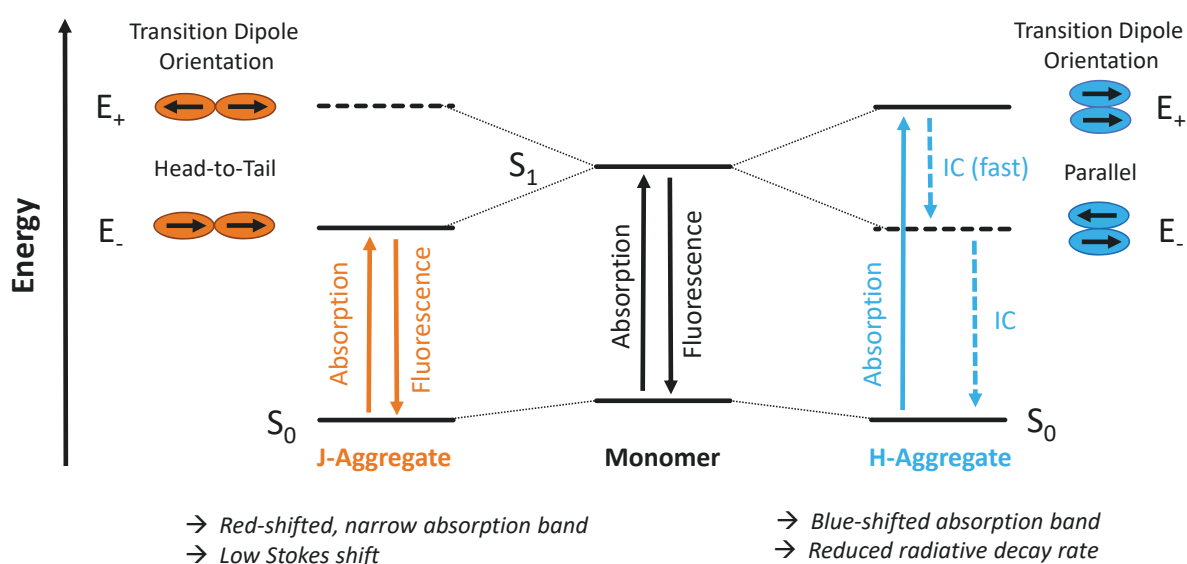 Transition Dipole
Orientation
E+
Head-to-Tail
E-
Energy
S1
S0
Absorption
Fluorescence
J-Aggregate
Absorption
Fluorescence
Monomer
Transition Dipole
Orientation
E+
IC (fast)
Parallel
E-
Absorption
IC
S0
H-Aggregate
→ Red-shifted, narrow absorption band
→ Low Stokes shift
→ Blue-shifted absorption band
→ Reduced radiative decay rate